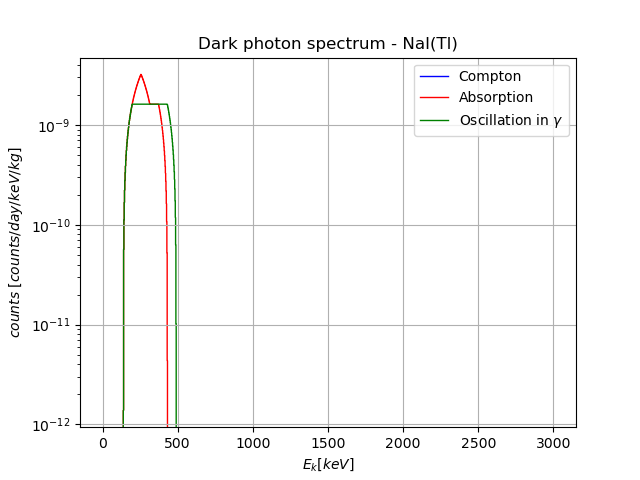 Dark photon spectrum - NaI(Tl)
Compton
Absorption
Oscillation in γ
counts [counts/day/keV/kg]
10⁻⁹
10⁻¹⁰
10⁻¹¹
10⁻¹²
0 500 1000 1500 2000 2500 3000
Eₖ[keV]